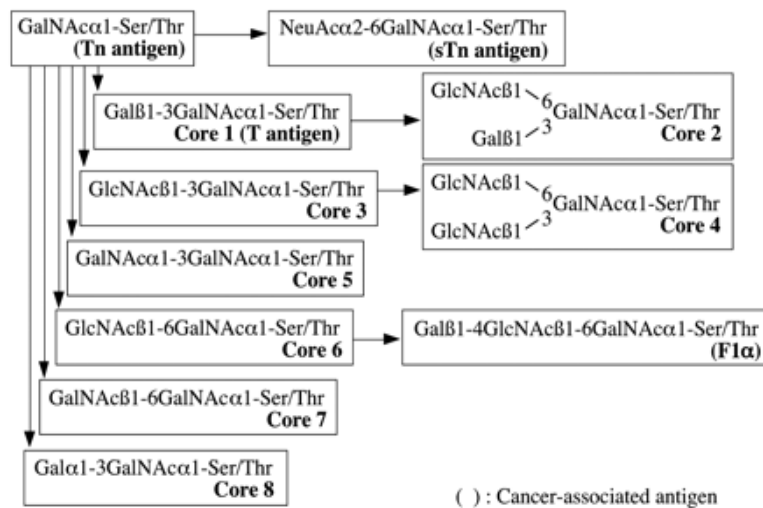 GalNAcα1-Ser/Thr
(Tn antigen)
NeuAcα2-6GalNAcα1-Ser/Thr
(sTn antigen)
Galß1-3GalNAcα1-Ser/Thr
Core 1 (T antigen)
GlcNAcß1
6
GalNAcα1-Ser/Thr
Galß1
3
Core 2
GlcNAcß1-3GalNAcα1-Ser/Thr
Core 3
GlcNAcß1
6
GalNAcα1-Ser/Thr
GlcNAcß1
3
Core 4
GalNAcα1-3GalNAcα1-Ser/Thr
Core 5
GlcNAcß1-6GalNAcα1-Ser/Thr
Core 6
Galß1-4GlcNAcß1-6GalNAcα1-Ser/Thr
(F1α)
GalNAcß1-6GalNAcα1-Ser/Thr
Core 7
Galα1-3GalNAcα1-Ser/Thr
Core 8
( ) : Cancer-associated antigen